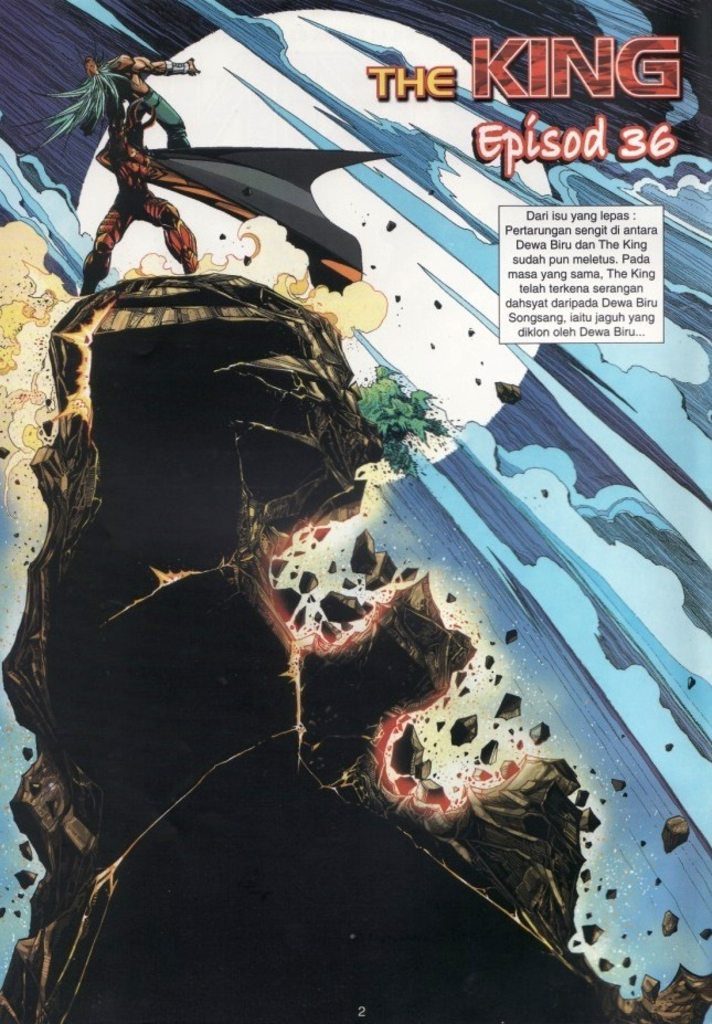 THE KING
Episod 36
Dari isu yang lepas :
Pertarungan sengit di antara
Dewa Biru dan The King
sudah pun meletus. Pada
masa yang sama, The King
telah terkena serangan
dahsyat daripada Dewa Biru
Songsang, iaitu jaguh yang
diklon oleh Dewa Biru...
2